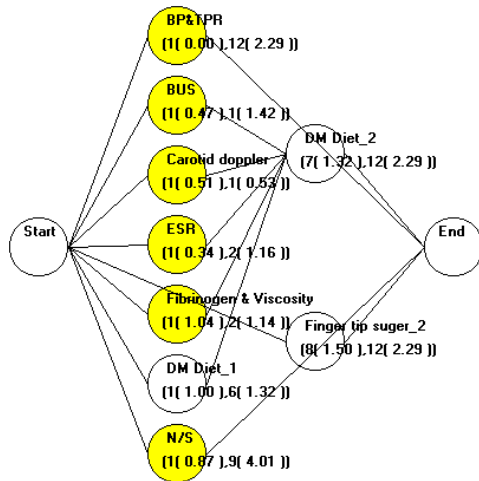 BP&TPR
(1( 0.00 ),12( 2.29 ))
BUS
(1( 0.47 ),1( 1.42 ))
DM Diet_2
(7( 1.32 ),12( 2.29 ))
Carotid doppler
(1( 0.51 ),1( 0.53 ))
Start
ESR
(1( 0.34 ),2( 1.16 ))
End
Fibrinogen & Viscosity
(1( 1.04 ),2( 1.14 ))
Finger tip suger_2
(8( 1.50 ),12( 2.29 ))
DM Diet_1
(1( 1.00 ),6( 1.32 ))
N/S
(1( 0.87 ),9( 4.01 ))